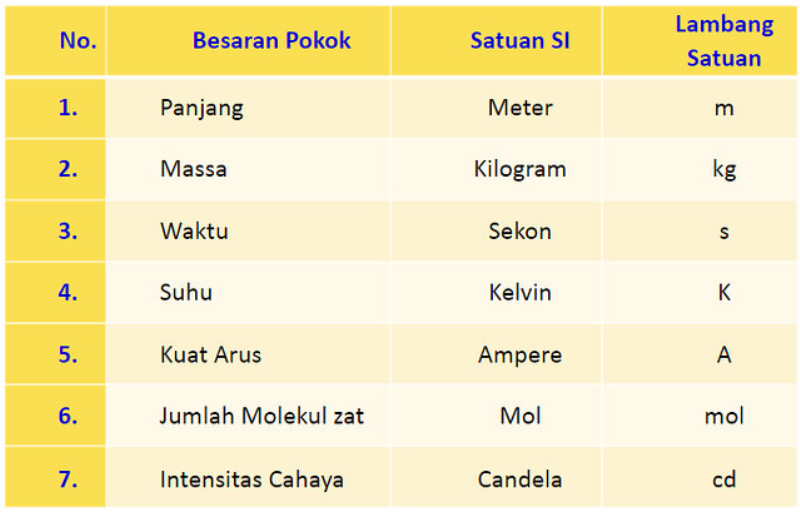 No. Besaran Pokok Satuan SI Lambang Satuan
1. Panjang Meter m
2. Massa Kilogram kg
3. Waktu Sekon s
4. Suhu Kelvin K
5. Kuat Arus Ampere A
6. Jumlah Molekul zat Mol mol
7. Intensitas Cahaya Candela cd